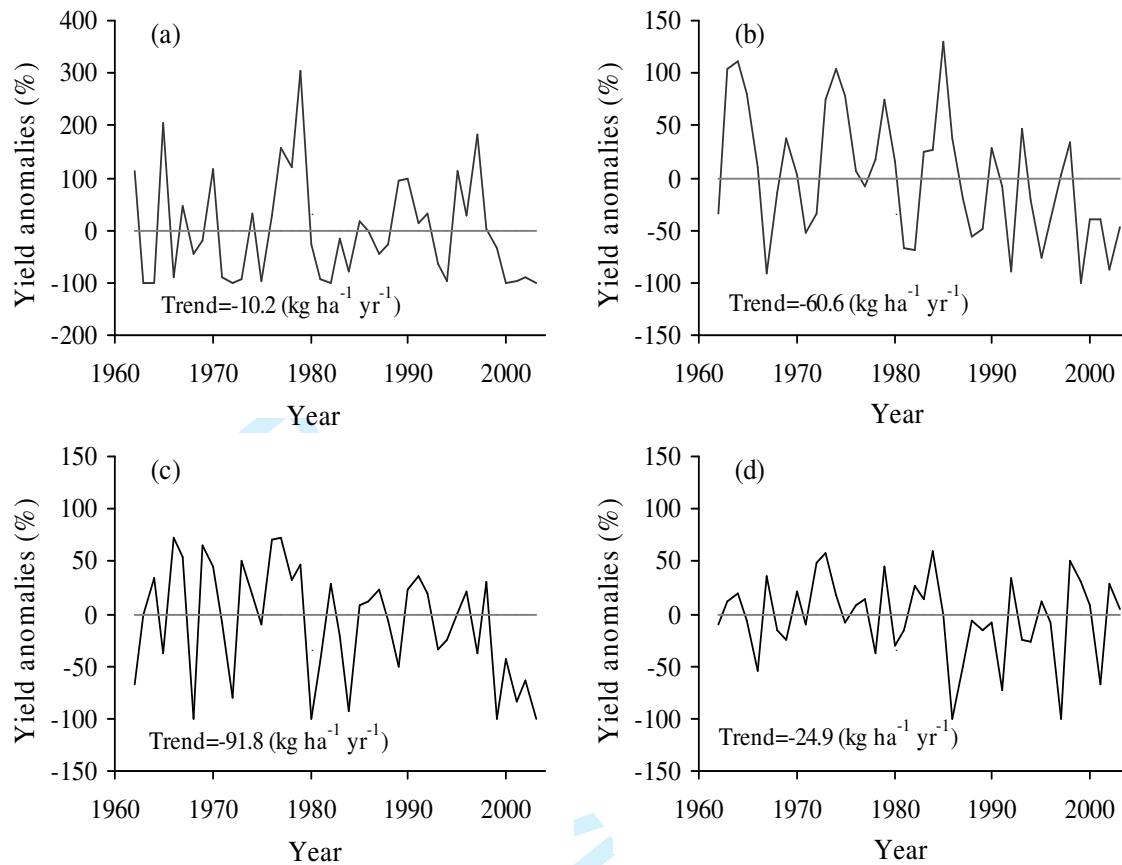 (a)
Yield anomalies (%)
400
300
200
100
0
-100
-200
Trend=-10.2 (kg ha⁻¹ yr⁻¹)
1960 1970 1980 1990 2000
Year
(b)
Yield anomalies (%)
150
100
50
0
-50
-100
-150
Trend=-60.6 (kg ha⁻¹ yr⁻¹)
1960 1970 1980 1990 2000
Year
(c)
Yield anomalies (%)
150
100
50
0
-50
-100
-150
Trend=-91.8 (kg ha⁻¹ yr⁻¹)
1960 1970 1980 1990 2000
Year
(d)
Yield anomalies (%)
150
100
50
0
-50
-100
-150
Trend=-24.9 (kg ha⁻¹ yr⁻¹)
1960 1970 1980 1990 2000
Year